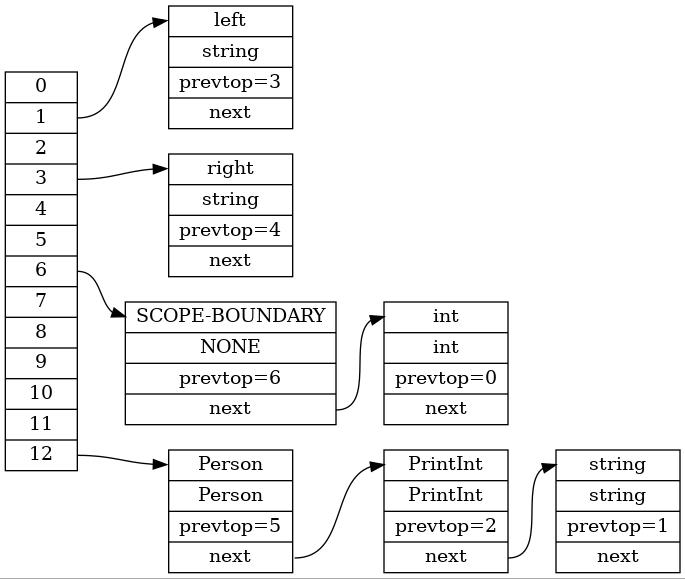 0
1
2
3
4
5
6
7
8
9
10
11
12
left
string
prevtop=3
next
right
string
prevtop=4
next
SCOPE-BOUNDARY
NONE
prevtop=6
next
int
int
prevtop=0
next
Person
Person
prevtop=5
next
PrintInt
PrintInt
prevtop=2
next
string
string
prevtop=1
next